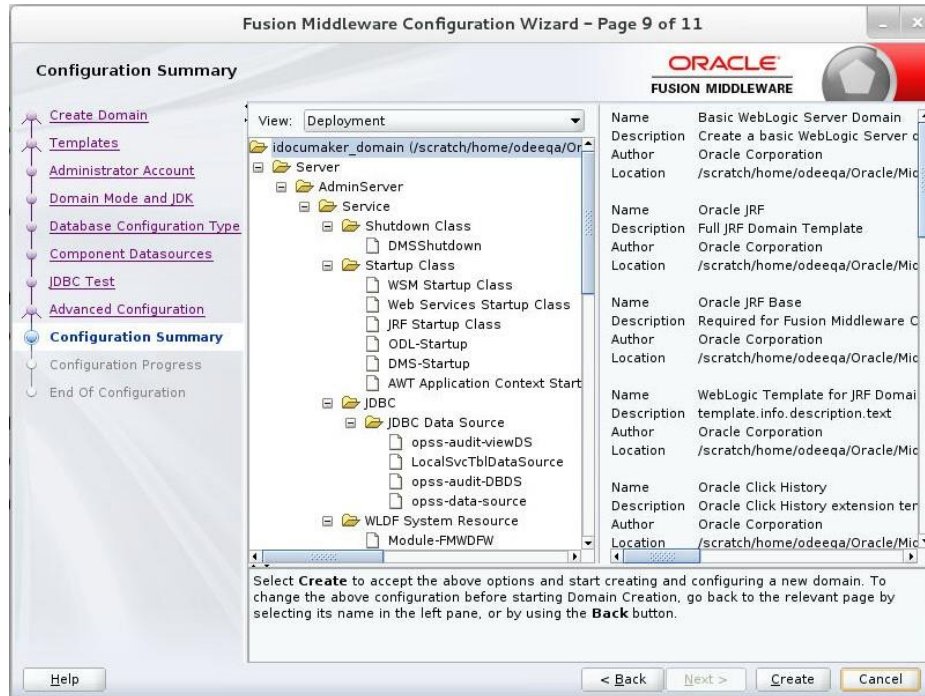 Fusion Middleware Configuration Wizard – Page 9 of 11
Configuration Summary
ORACLE
FUSION MIDDLEWARE
Create Domain
Templates
Administrator Account
Domain Mode and JDK
Database Configuration Type
Component Datasources
JDBC Test
Advanced Configuration
Configuration Summary
Configuration Progress
End Of Configuration
View: Deployment
idocumaker_domain (/scratch/home/odeeqa/Or
Server
AdminServer
Service
Shutdown Class
DMSShutdown
Startup Class
WSM Startup Class
Web Services Startup Class
JRF Startup Class
ODL-Startup
DMS-Startup
AWT Application Context Start
JDBC
JDBC Data Source
opss-audit-viewDS
LocalSvcTblDataSource
opss-audit-DBDS
opss-data-source
WLDF System Resource
Module-FMWDFW
Name Basic WebLogic Server Domain
Description Create a basic WebLogic Server d
Author Oracle Corporation
Location /scratch/home/odeeqa/Oracle/Mid
Name Oracle JRF
Description Full JRF Domain Template
Author Oracle Corporation
Location /scratch/home/odeeqa/Oracle/Mid
Name Oracle JRF Base
Description Required for Fusion Middleware C
Author Oracle Corporation
Location /scratch/home/odeeqa/Oracle/Mid
Name WebLogic Template for JRF Domai
Description template.info.description.text
Author Oracle Corporation
Location /scratch/home/odeeqa/Oracle/Mid
Name Oracle Click History
Description Oracle Click History extension ter
Author Oracle Corporation
Location /scratch/home/odeeqa/Oracle/Mid
Select Create to accept the above options and start creating and configuring a new domain. To
change the above configuration before starting Domain Creation, go back to the relevant page by
selecting its name in the left pane, or by using the Back button.
Help
< Back
Next >
Create
Cancel